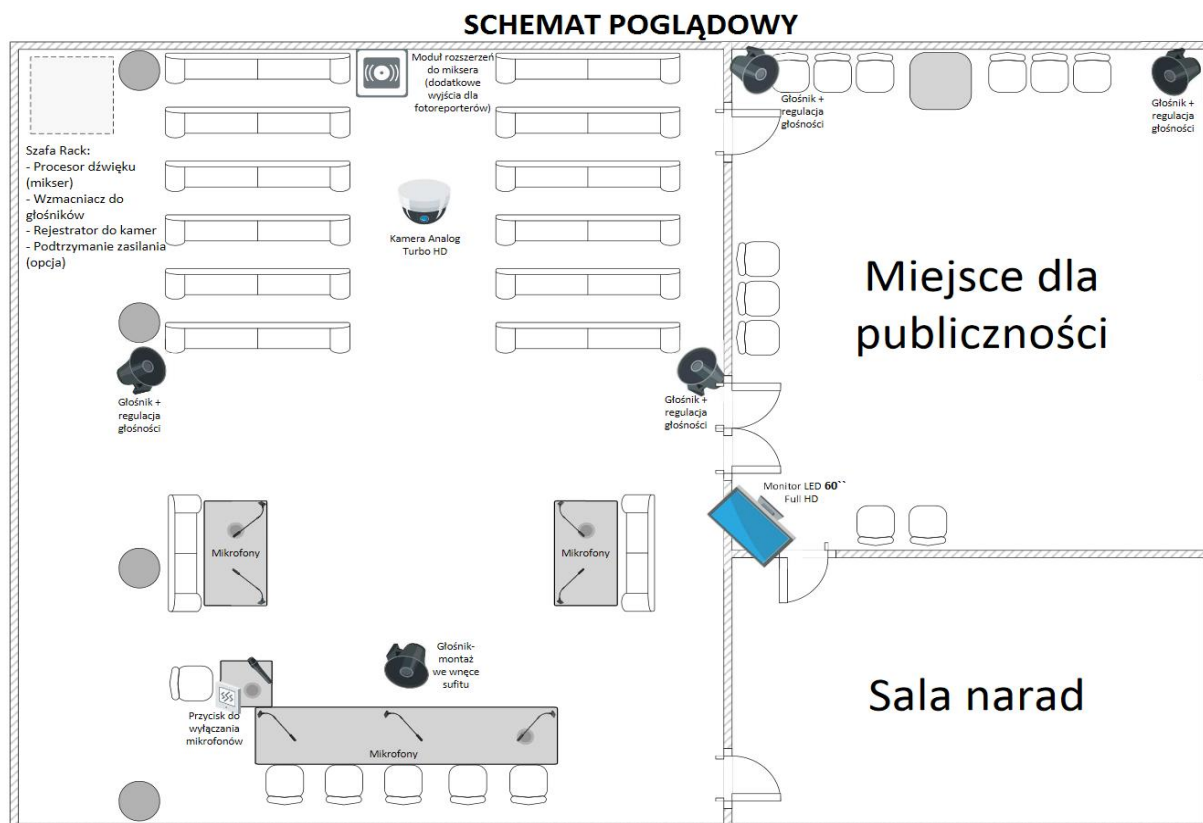 SCHEMAT POGLĄDOWY
Moduł rozszerzeń
do miksera
(dodatkowe
wyjścia dla
fotoreporterów)
Głośnik +
regulacja
głośności
Głośnik +
regulacja
głośności
Szafa Rack:
- Procesor dźwięku
(mikser)
- Wzmacniacz do
głośników
- Rejestrator do kamer
- Podtrzymanie zasilania
(opcja)
Kamera Analog
Turbo HD
Miejsce dla
publiczności
Głośnik +
regulacja
głośności
Głośnik +
regulacja
głośności
Monitor LED 60``
Full HD
Mikrofony
Mikrofony
Głośnik-
montaż
we wnęce
sufitu
Sala narad
Przycisk do
wyłączania
mikrofonów
Mikrofony